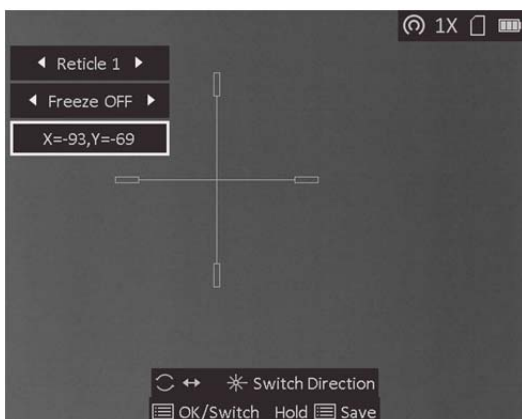 1X
Reticle 1
Freeze OFF
X=-93,Y=-69
Switch Direction
OK/Switch Hold Save